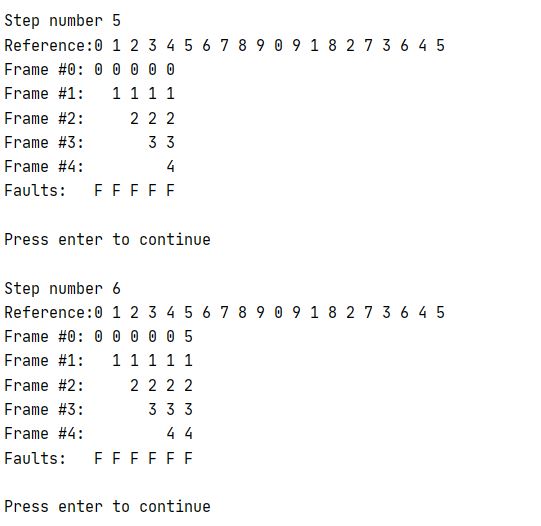 Step number 5
Reference:0 1 2 3 4 5 6 7 8 9 0 9 1 8 2 7 3 6 4 5
Frame #0: 0 0 0 0 0
Frame #1:   1 1 1 1
Frame #2:     2 2 2
Frame #3:       3 3
Frame #4:         4
Faults:   F F F F F
Press enter to continue
Step number 6
Reference:0 1 2 3 4 5 6 7 8 9 0 9 1 8 2 7 3 6 4 5
Frame #0: 0 0 0 0 0 5
Frame #1:   1 1 1 1 1
Frame #2:     2 2 2 2
Frame #3:       3 3 3
Frame #4:         4 4
Faults:   F F F F F F
Press enter to continue